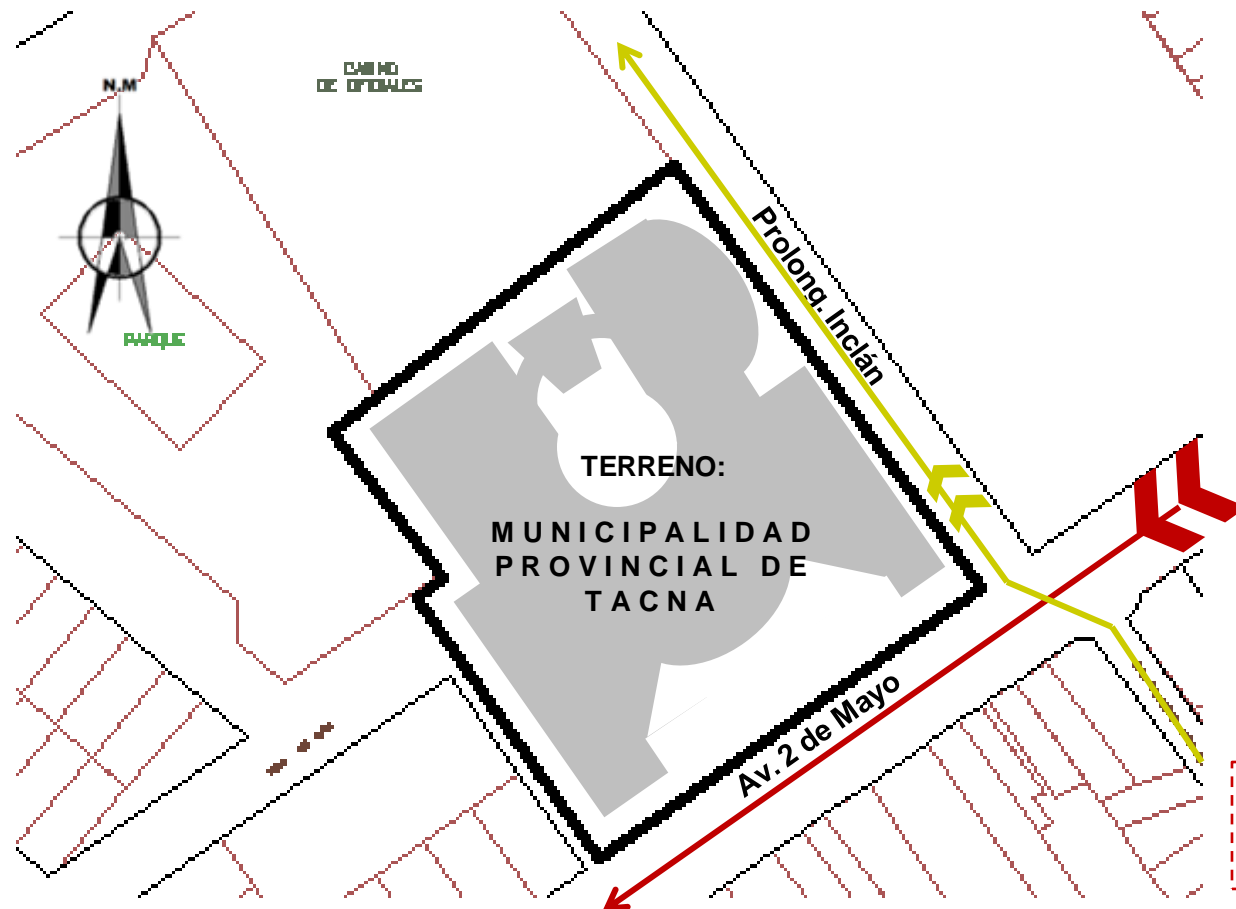 N.M
CASINO
DE OFICIALES
PARQUE
Prolong. Inclán
TERRENO:
MUNICIPALIDAD
PROVINCIAL DE
TACNA
Av. 2 de Mayo